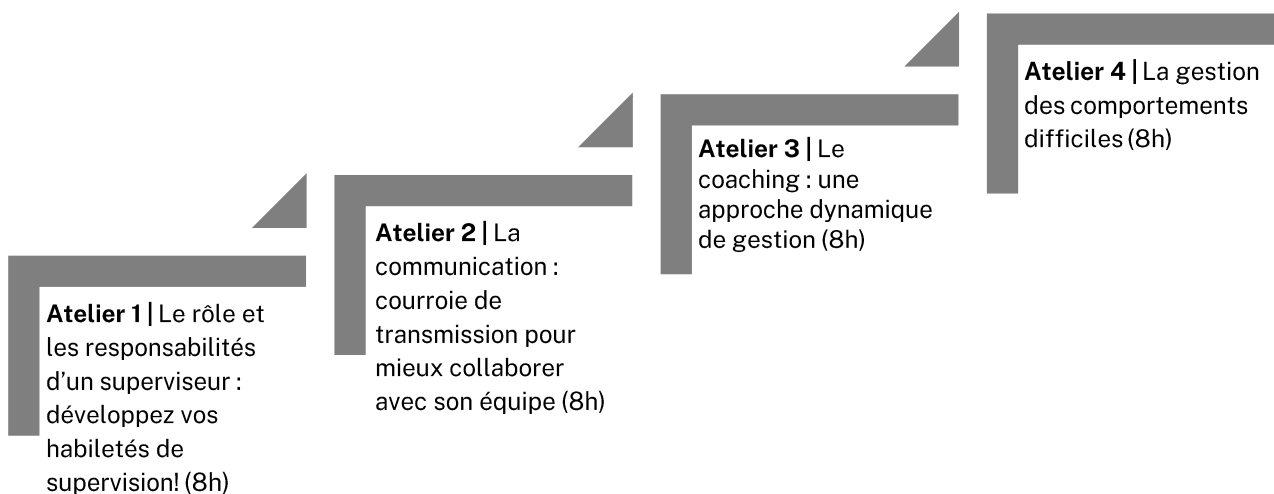 Atelier 1 | Le rôle et
les responsabilités
d’un superviseur :
développez vos
habiletés de
supervision! (8h)
Atelier 2 | La
communication :
courroie de
transmission pour
mieux collaborer
avec son équipe (8h)
Atelier 3 | Le
coaching : une
approche dynamique
de gestion (8h)
Atelier 4 | La gestion
des comportements
difficiles (8h)